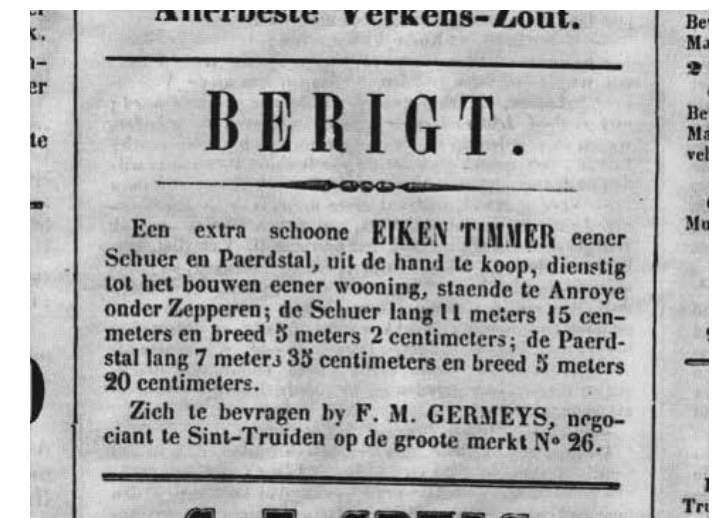 Allerbeste Verkens-Zout.
BERIGT.
Een extra schoone EIKEN TIMMER eener
Schuer en Paerdstal, uit de hand te koop, dienstig
tot het bouwen eener wooning, staende te Anroye
onder Zepperen; de Schuer lang 11 meters 15 cen-
meters en breed 5 meters 2 centimeters; de Paerd-
stal lang 7 meters 35 centimeters en breed 5 meters
20 centimeters.
Zich te bevragen by F. M. GERMEYS, nego-
ciant te Sint-Truiden op de groote merkt Nº 26.